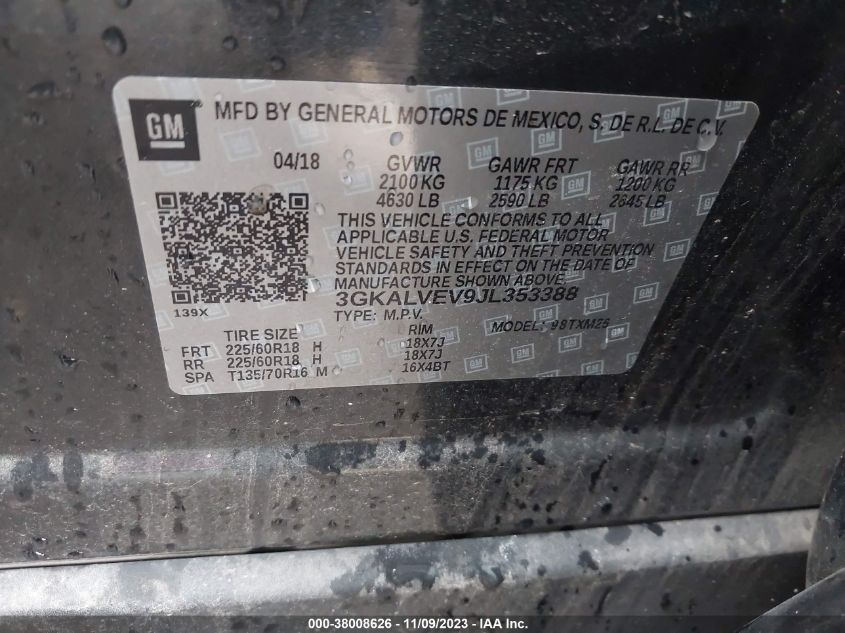 GM MFD BY GENERAL MOTORS DE MEXICO, S. DE R.L. DE C.V.
04/18 GVWR GAWR FRT GAWR RR
2100 KG 1175 KG 1200 KG
4630 LB 2590 LB 2645 LB
THIS VEHICLE CONFORMS TO ALL
APPLICABLE U.S. FEDERAL MOTOR
VEHICLE SAFETY AND THEFT PREVENTION
STANDARDS IN EFFECT ON THE DATE OF
MANUFACTURE SHOWN ABOVE.
3GKALVEV9JL353388
139X TYPE: M.P.V. MODEL: 98TXM26
TIRE SIZE RIM
FRT 225/60R18 H 18X7J
RR 225/60R18 H 18X7J
SPA T135/70R16 M 16X4BT
000-38008626 - 11/09/2023 - IAA Inc.